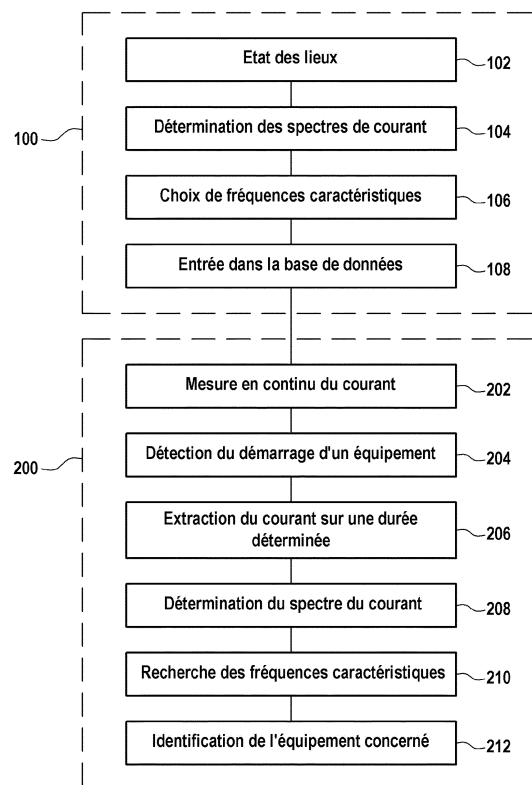 Etat des lieux
102
Détermination des spectres de courant
104
100
Choix de fréquences caractéristiques
106
Entrée dans la base de données
108
Mesure en continu du courant
202
Détection du démarrage d'un équipement
204
200
Extraction du courant sur une durée
déterminée
206
Détermination du spectre du courant
208
Recherche des fréquences caractéristiques
210
Identification de l'équipement concerné
212